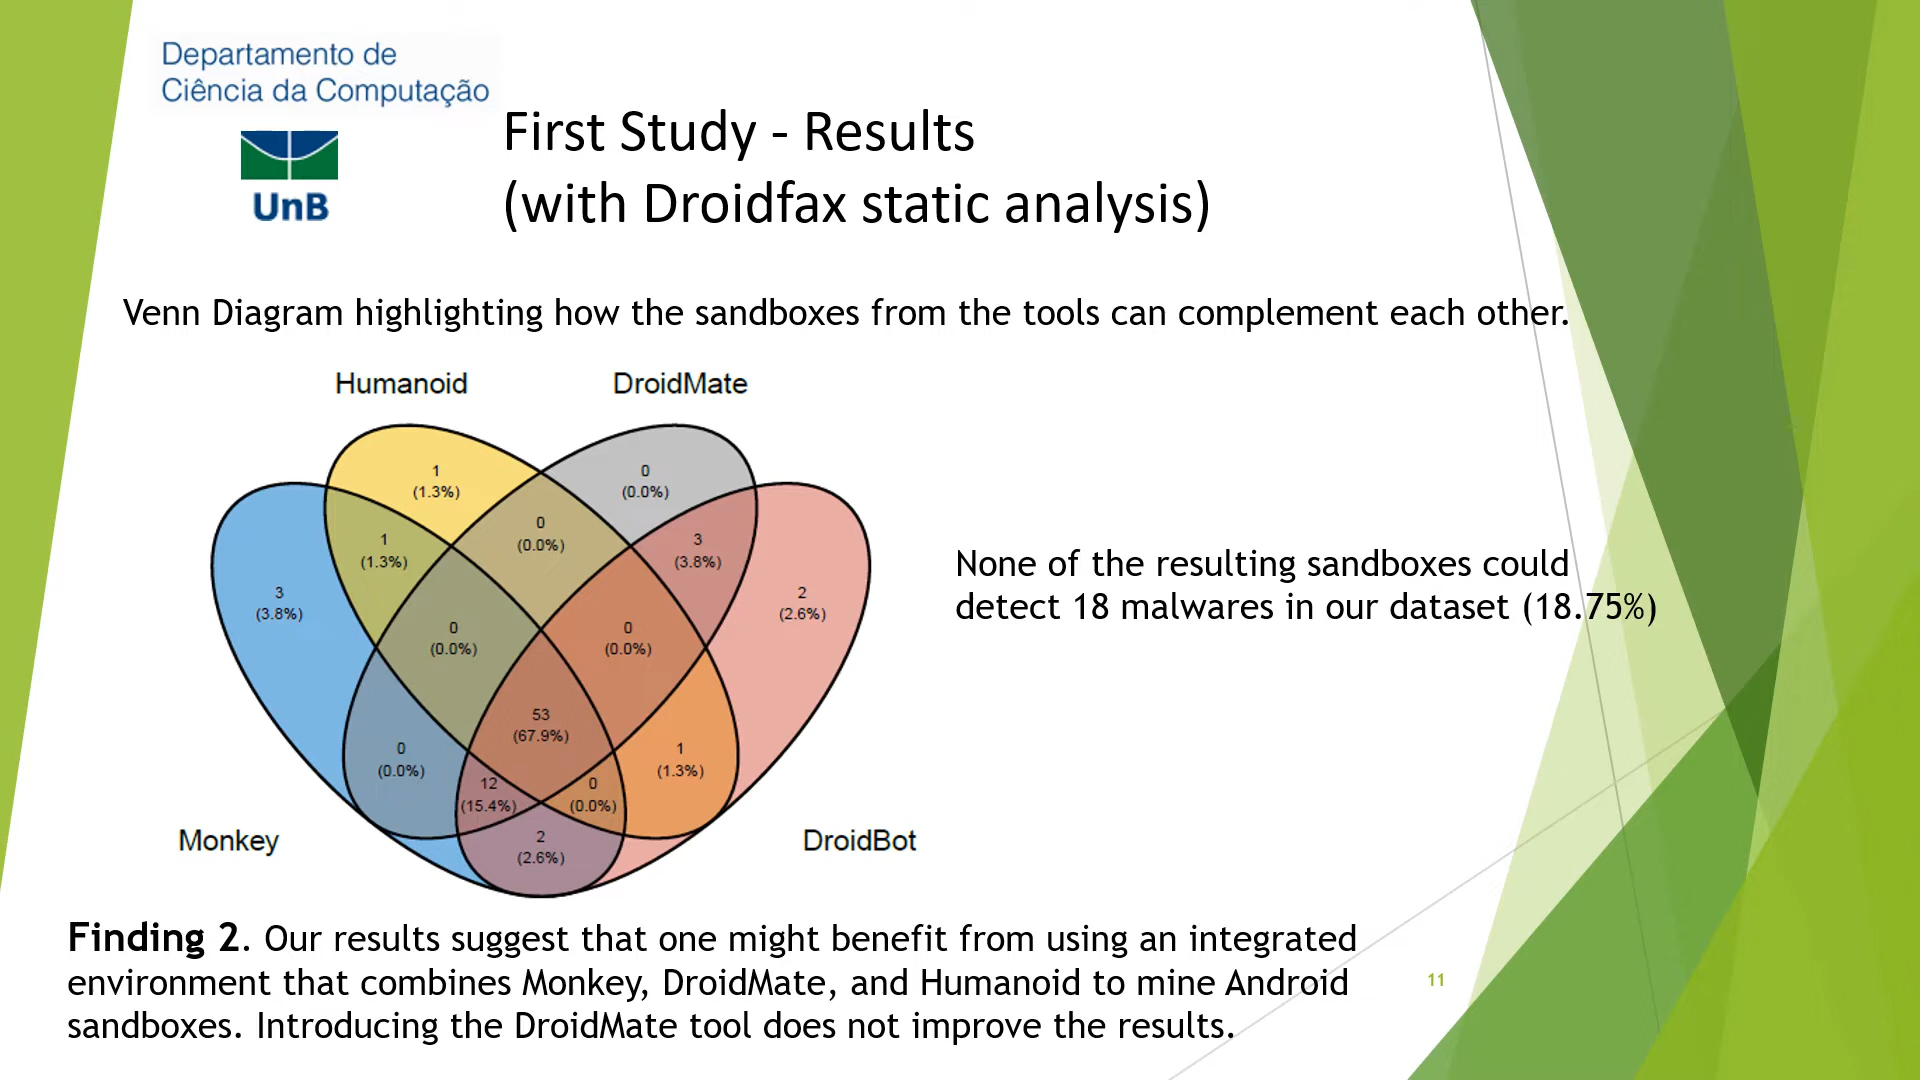 Departamento de
Ciência da Computação
UnB
First Study - Results
(with Droidfax static analysis)
Venn Diagram highlighting how the sandboxes from the tools can complement each other.
Humanoid
DroidMate
1
(1.3%)
0
(0.0%)
0
(0.0%)
1
(1.3%)
3
(3.8%)
3
(3.8%)
2
(2.6%)
0
(0.0%)
0
(0.0%)
53
(67.9%)
0
(0.0%)
1
(1.3%)
12
(15.4%)
0
(0.0%)
2
(2.6%)
Monkey
DroidBot
None of the resulting sandboxes could
detect 18 malwares in our dataset (18.75%)
Finding 2. Our results suggest that one might benefit from using an integrated
environment that combines Monkey, DroidMate, and Humanoid to mine Android
sandboxes. Introducing the DroidMate tool does not improve the results.
11